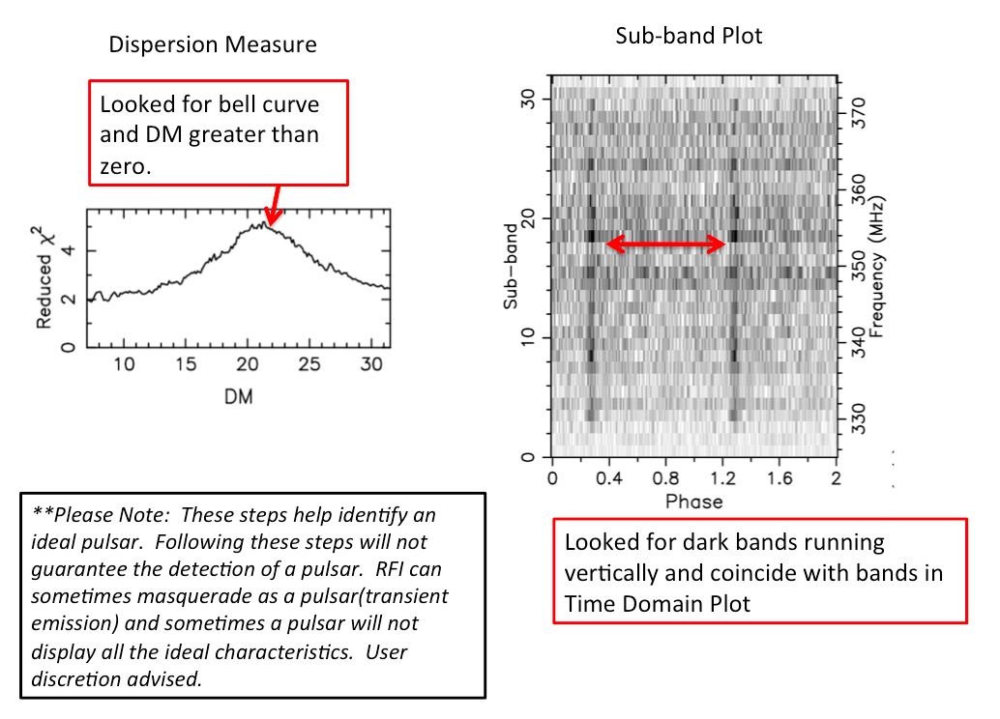 Dispersion Measure
Looked for bell curve
and DM greater than
zero.
Reduced χ²
0
2
4
10
15
20
25
30
DM
**Please Note:  These steps help identify an
ideal pulsar.  Following these steps will not
guarantee the detection of a pulsar.  RFI can
sometimes masquerade as a pulsar(transient
emission) and sometimes a pulsar will not
display all the ideal characteristics.  User
discretion advised.
Sub-band Plot
Sub-band
0
10
20
30
0
0.4
0.8
1.2
1.6
2
Phase
330
340
350
360
370
Frequency (MHz)
Looked for dark bands running
vertically and coincide with bands in
Time Domain Plot